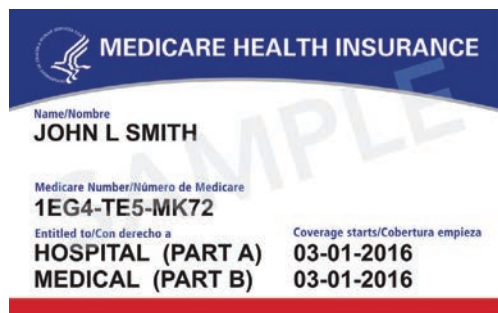 MEDICARE HEALTH INSURANCE
Name/Nombre
JOHN L SMITH
Medicare Number/Número de Medicare
1EG4-TE5-MK72
Entitled to/Con derecho a Coverage starts/Cobertura empieza
HOSPITAL (PART A) 03-01-2016
MEDICAL (PART B) 03-01-2016
SAMPLE